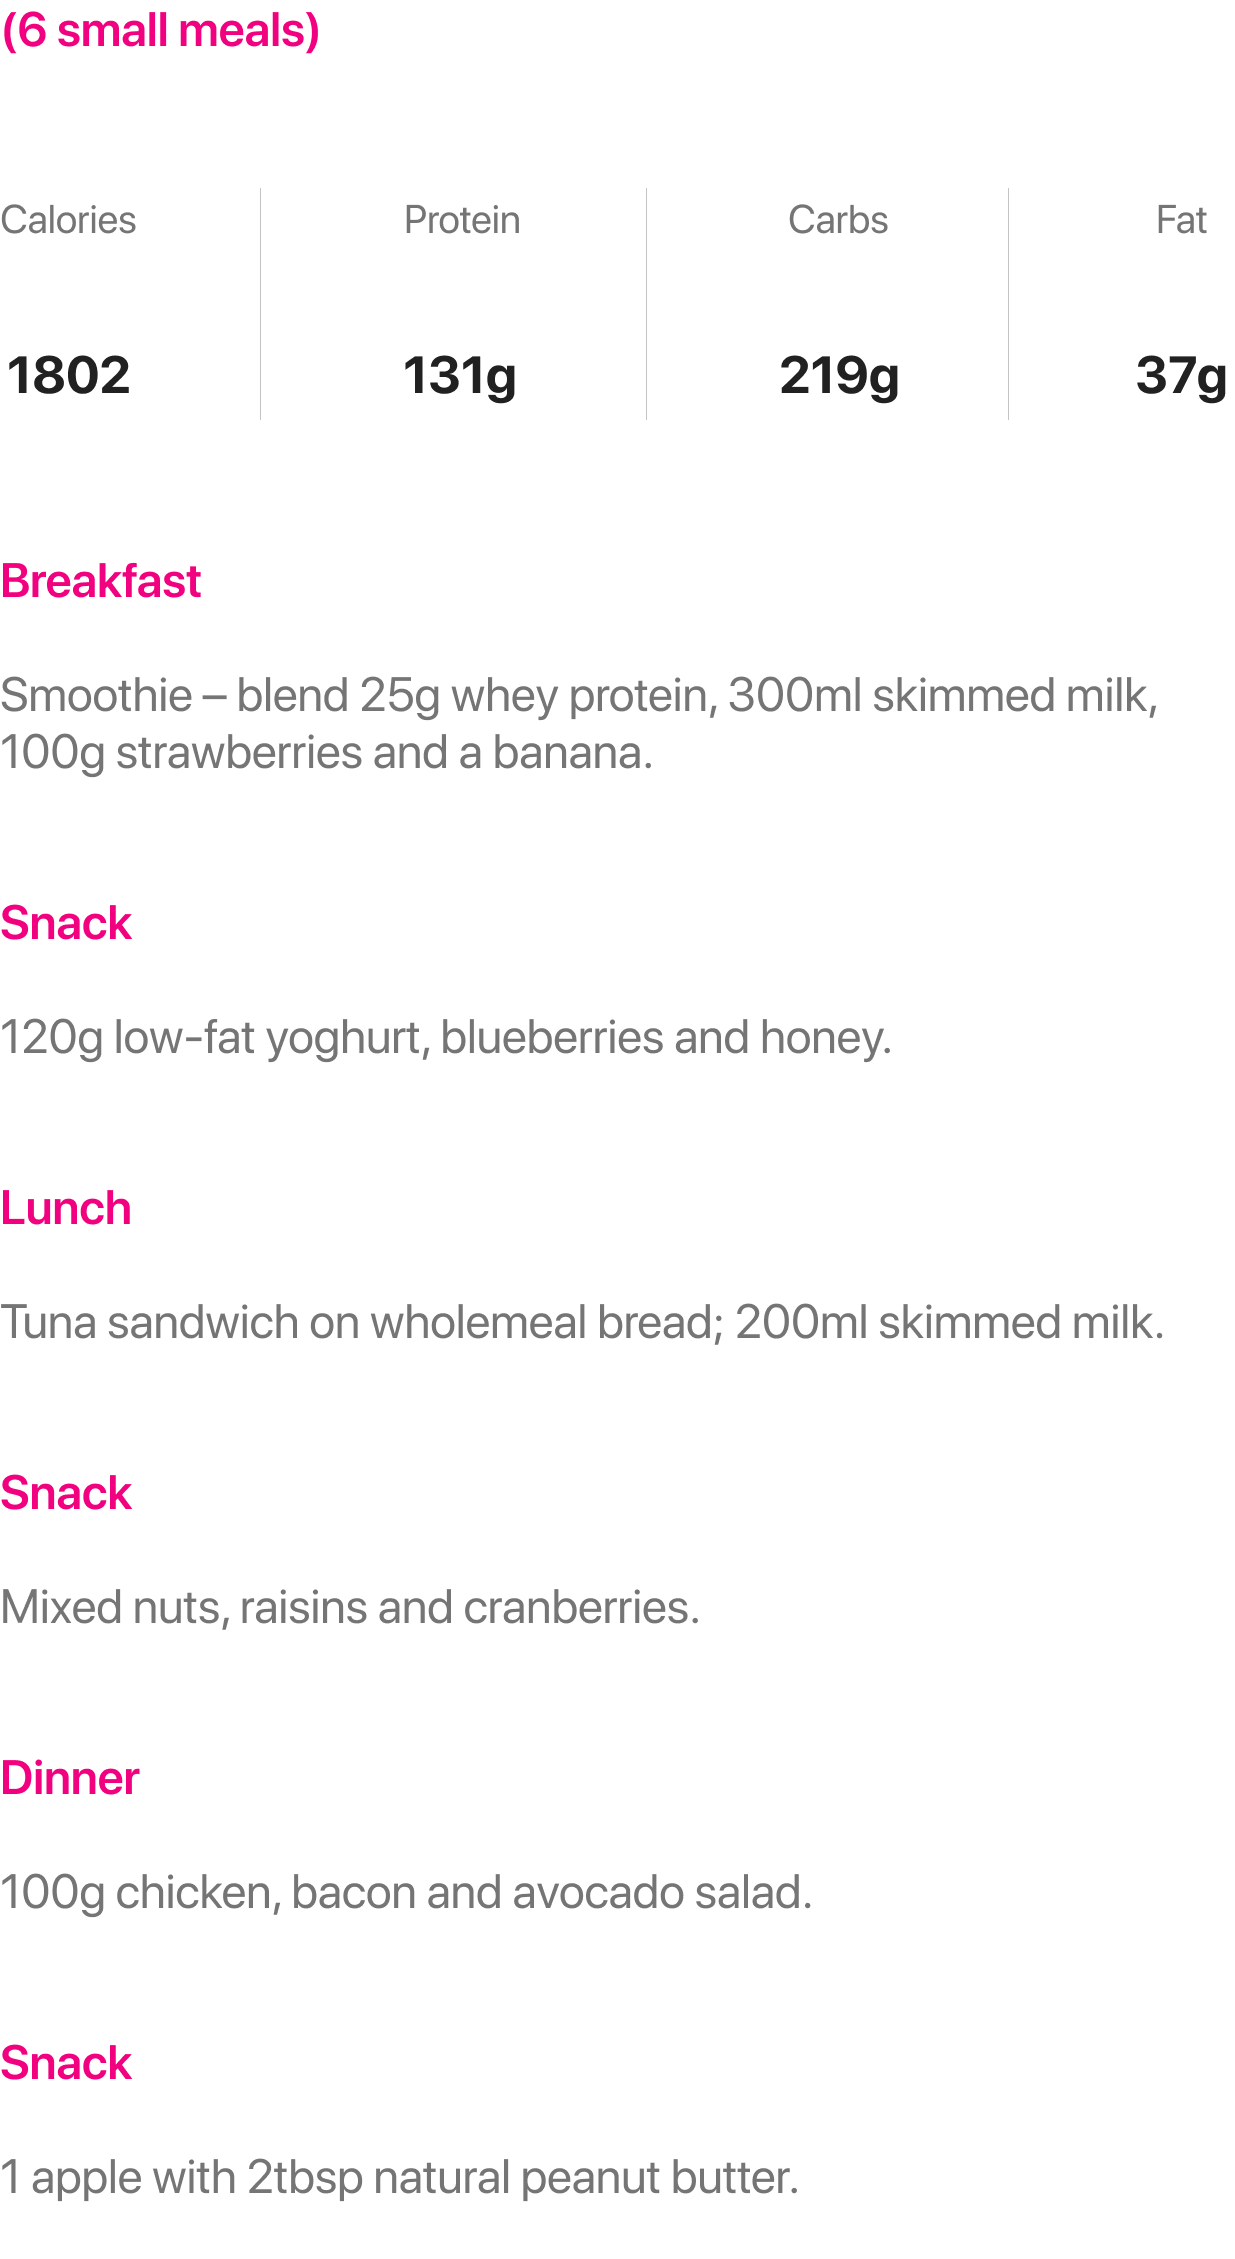 (6 small meals)
Calories
Protein
Carbs
Fat
1802
131g
219g
37g
Breakfast
Smoothie – blend 25g whey protein, 300ml skimmed milk,
100g strawberries and a banana.
Snack
120g low-fat yoghurt, blueberries and honey.
Lunch
Tuna sandwich on wholemeal bread; 200ml skimmed milk.
Snack
Mixed nuts, raisins and cranberries.
Dinner
100g chicken, bacon and avocado salad.
Snack
1 apple with 2tbsp natural peanut butter.